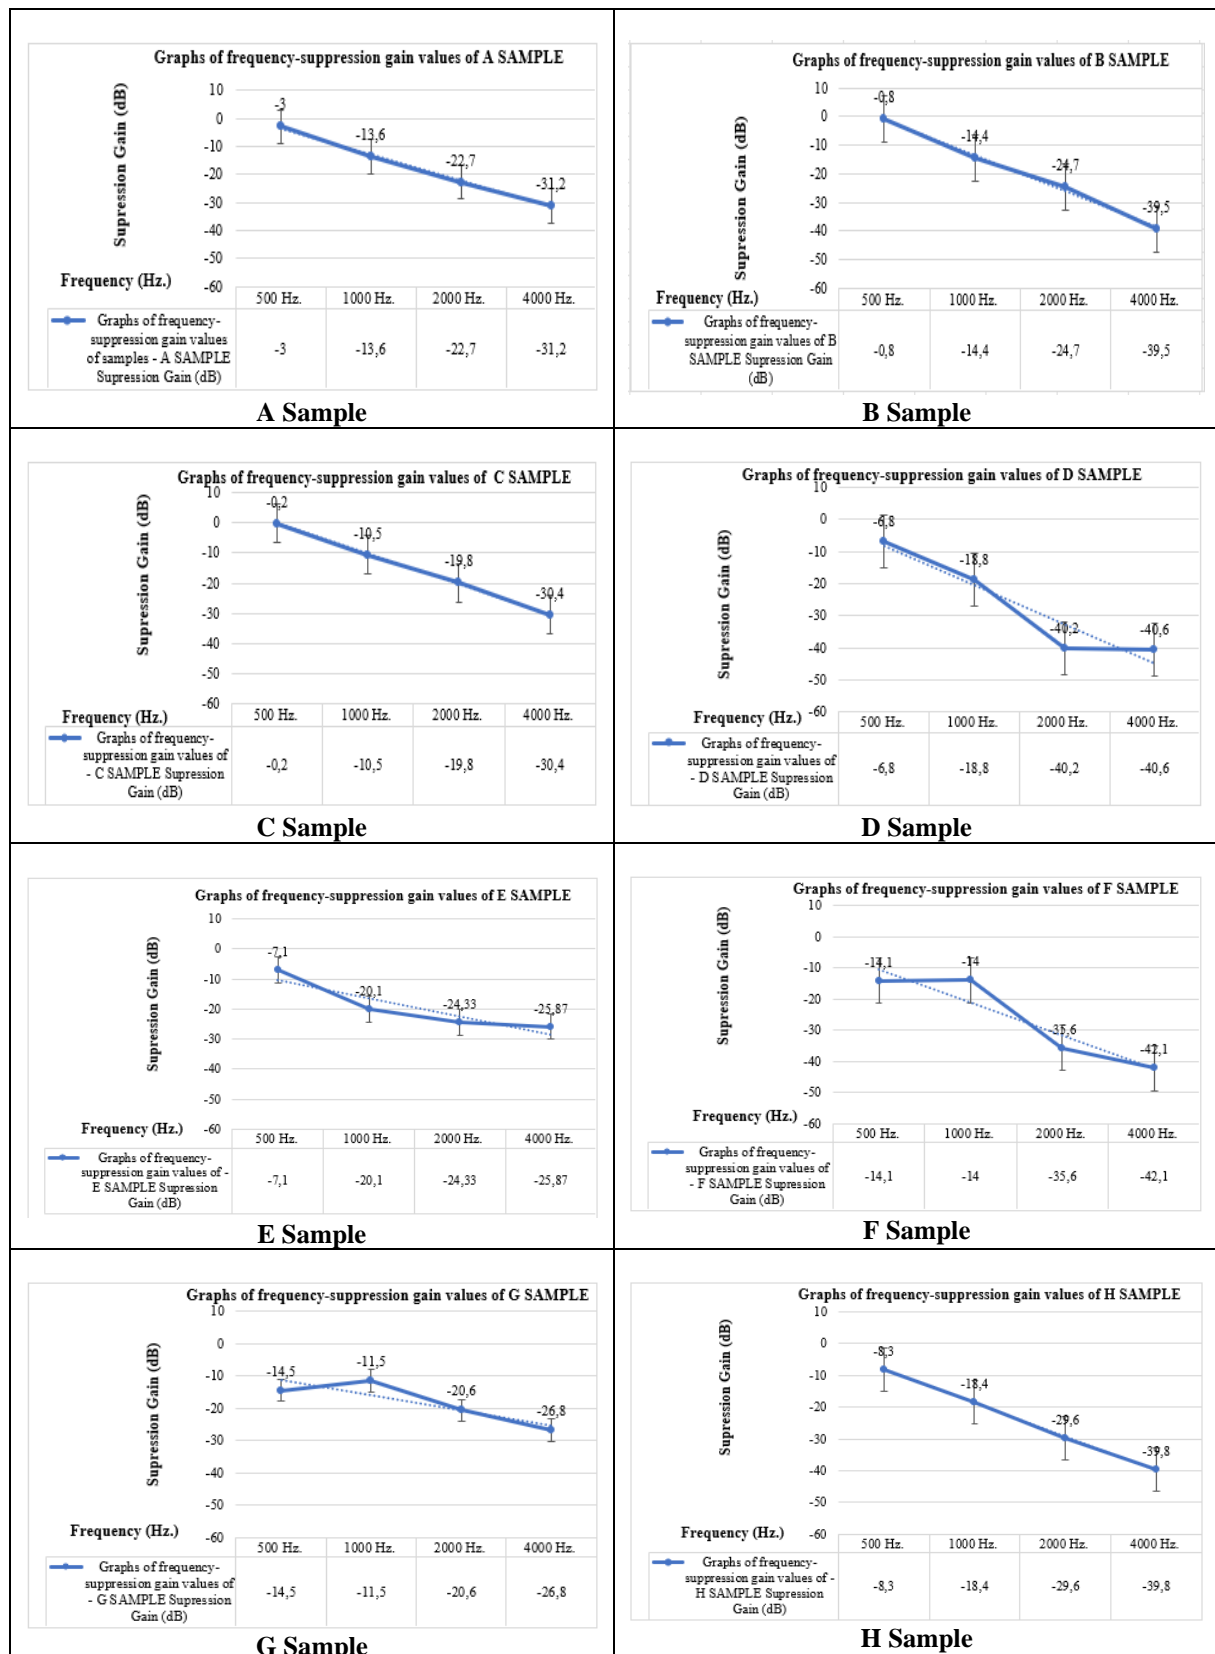 Graphs of frequency-suppression gain values of A SAMPLE
Supression Gain (dB)
10
0
-10
-20
-30
-40
-50
-60
-3
-13,6
-22,7
-31,2
Frequency (Hz.)
500 Hz. 1000 Hz. 2000 Hz. 4000 Hz.
Graphs of frequency-
suppression gain values
of samples - A SAMPLE
Supression Gain (dB)
-3 -13,6 -22,7 -31,2
A Sample
Graphs of frequency-suppression gain values of B SAMPLE
Supression Gain (dB)
10
0
-10
-20
-30
-40
-50
-60
-0,8
-14,4
-24,7
-39,5
Frequency (Hz.)
500 Hz. 1000 Hz. 2000 Hz. 4000 Hz.
Graphs of frequency-
suppression gain values of B
SAMPLE Supression Gain
(dB)
-0,8 -14,4 -24,7 -39,5
B Sample
Graphs of frequency-suppression gain values of C SAMPLE
Supression Gain (dB)
10
0
-10
-20
-30
-40
-50
-60
-0,2
-10,5
-19,8
-30,4
Frequency (Hz.)
500 Hz. 1000 Hz. 2000 Hz. 4000 Hz.
Graphs of frequency-
suppression gain values of
- C SAMPLE Supression
Gain (dB)
-0,2 -10,5 -19,8 -30,4
C Sample
Graphs of frequency-suppression gain values of D SAMPLE
Supression Gain (dB)
10
0
-10
-20
-30
-40
-50
-60
-6,8
-18,8
-40,2
-40,6
Frequency (Hz.)
500 Hz. 1000 Hz. 2000 Hz. 4000 Hz.
Graphs of frequency-
suppression gain values of
- D SAMPLE Supression
Gain (dB)
-6,8 -18,8 -40,2 -40,6
D Sample
Graphs of frequency-suppression gain values of E SAMPLE
Supression Gain (dB)
10
0
-10
-20
-30
-40
-50
-60
-7,1
-20,1
-24,33
-25,87
Frequency (Hz.)
500 Hz. 1000 Hz. 2000 Hz. 4000 Hz.
Graphs of frequency-
suppression gain values of -
E SAMPLE Supression
Gain (dB)
-7,1 -20,1 -24,33 -25,87
E Sample
Graphs of frequency-suppression gain values of F SAMPLE
Supression Gain (dB)
10
0
-10
-20
-30
-40
-50
-60
-14,1
-14
-35,6
-42,1
Frequency (Hz.)
500 Hz. 1000 Hz. 2000 Hz. 4000 Hz.
Graphs of frequency-
suppression gain values of
- F SAMPLE Supression
Gain (dB)
-14,1 -14 -35,6 -42,1
F Sample
Graphs of frequency-suppression gain values of G SAMPLE
Supression Gain (dB)
10
0
-10
-20
-30
-40
-50
-60
-14,5
-11,5
-20,6
-26,8
Frequency (Hz.)
500 Hz. 1000 Hz. 2000 Hz. 4000 Hz.
Graphs of frequency-
suppression gain values of
- G SAMPLE Supression
Gain (dB)
-14,5 -11,5 -20,6 -26,8
G Sample
Graphs of frequency-suppression gain values of H SAMPLE
Supression Gain (dB)
10
0
-10
-20
-30
-40
-50
-60
-8,3
-18,4
-29,6
-39,8
Frequency (Hz.)
500 Hz. 1000 Hz. 2000 Hz. 4000 Hz.
Graphs of frequency-
suppression gain values of -
H SAMPLE Supression
Gain (dB)
-8,3 -18,4 -29,6 -39,8
H Sample